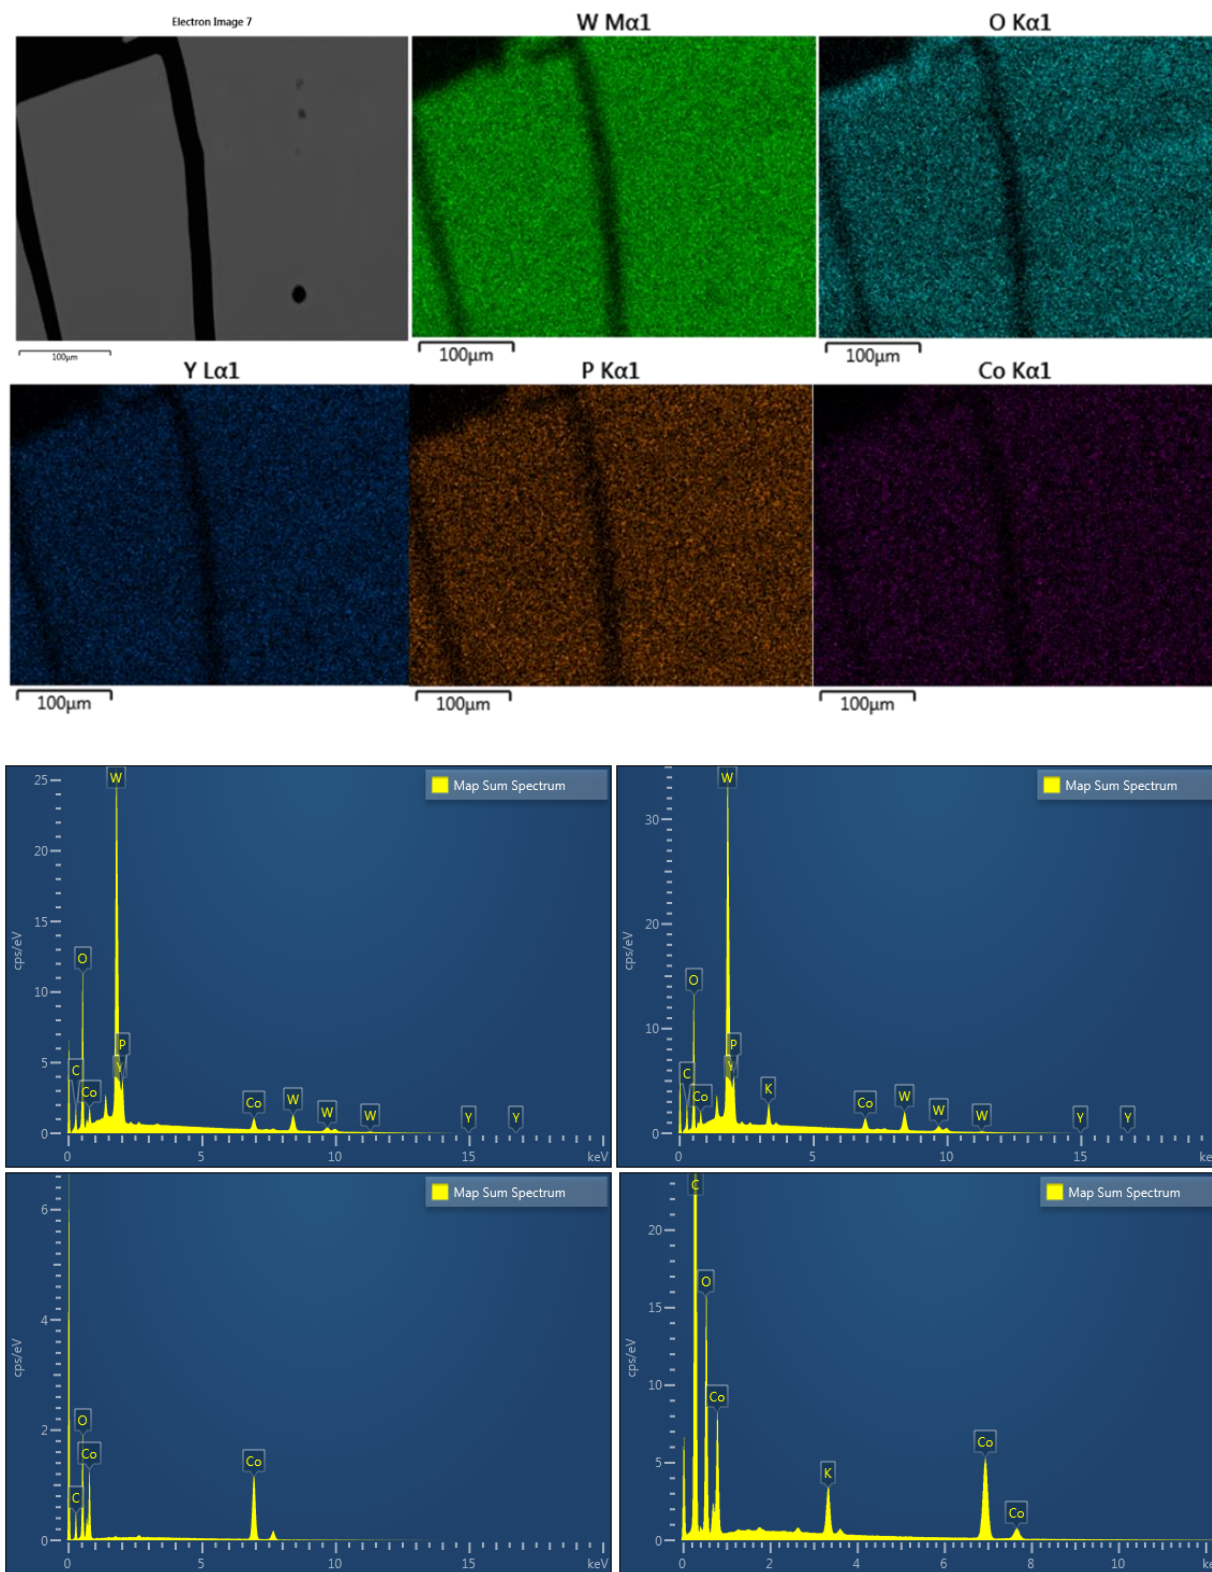 Electron Image 7
W Mα1
O Kα1
100µm
100µm
100µm
Y Lα1
P Kα1
Co Kα1
100µm
100µm
100µm
Map Sum Spectrum
cps/eV
25
20
15
10
5
0
W
O
P
Y
C
Co
Co
W
W
W
Y
Y
0
5
10
15
keV
Map Sum Spectrum
cps/eV
30
20
10
0
W
O
P
Y
C
Co
K
Co
W
W
W
Y
Y
0
5
10
15
ke
Map Sum Spectrum
cps/eV
6
4
2
0
O
Co
C
Co
0
5
10
15
keV
Map Sum Spectrum
cps/eV
20
15
10
5
0
C
O
Co
K
Co
Co
0
2
4
6
8
10
ke